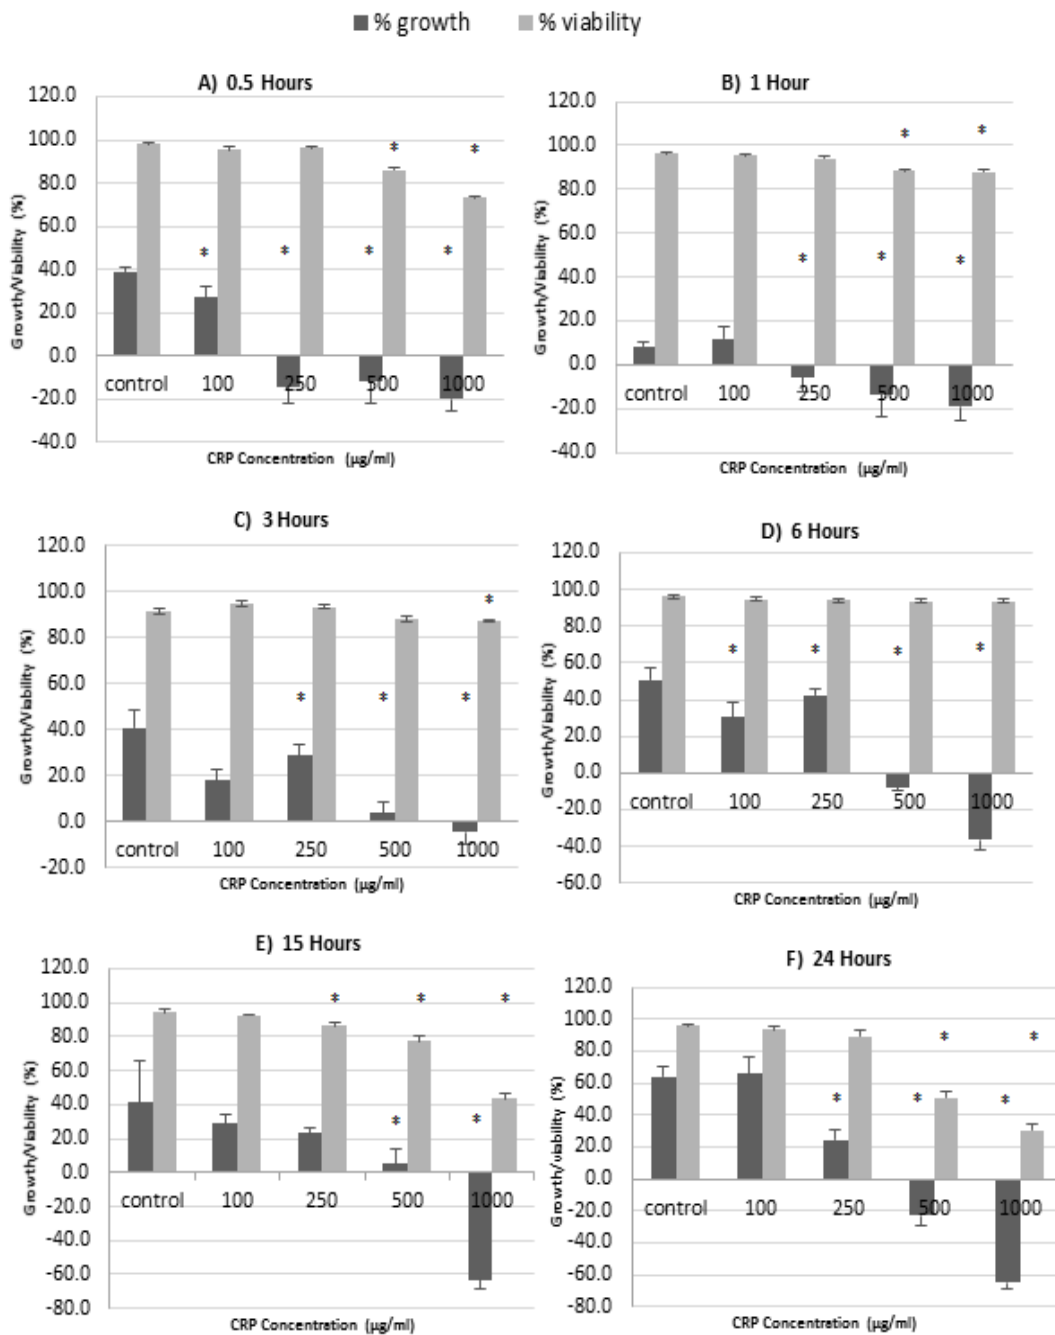 % growth % viability
A) 0.5 Hours
120.0
100.0
80.0
60.0
40.0
20.0
0.0
-20.0
-40.0
Growth/Viability (%)
* * * * * *
control 100 250 500 1000
CRP Concentration (µg/ml)
B) 1 Hour
120.0
100.0
80.0
60.0
40.0
20.0
0.0
-20.0
-40.0
Growth/Viability (%)
* * * * *
control 100 250 500 1000
CRP Concentration (µg/ml)
C) 3 Hours
120.0
100.0
80.0
60.0
40.0
20.0
0.0
-20.0
Growth/Viability (%)
* * * *
control 100 250 500 1000
CRP Concentration (µg/ml)
D) 6 Hours
120.0
100.0
80.0
60.0
40.0
20.0
0.0
-20.0
-40.0
-60.0
Growth/Viability (%)
* * * *
control 100 250 500 1000
CRP Concentration (µg/ml)
E) 15 Hours
120.0
100.0
80.0
60.0
40.0
20.0
0.0
-20.0
-40.0
-60.0
-80.0
Growth/Viability (%)
* * * * *
control 100 250 500 1000
CRP Concentration (µg/ml)
F) 24 Hours
120.0
100.0
80.0
60.0
40.0
20.0
0.0
-20.0
-40.0
-60.0
-80.0
Growth/viability (%)
* * * * *
control 100 250 500 1000
CRP Concentration (µg/ml)